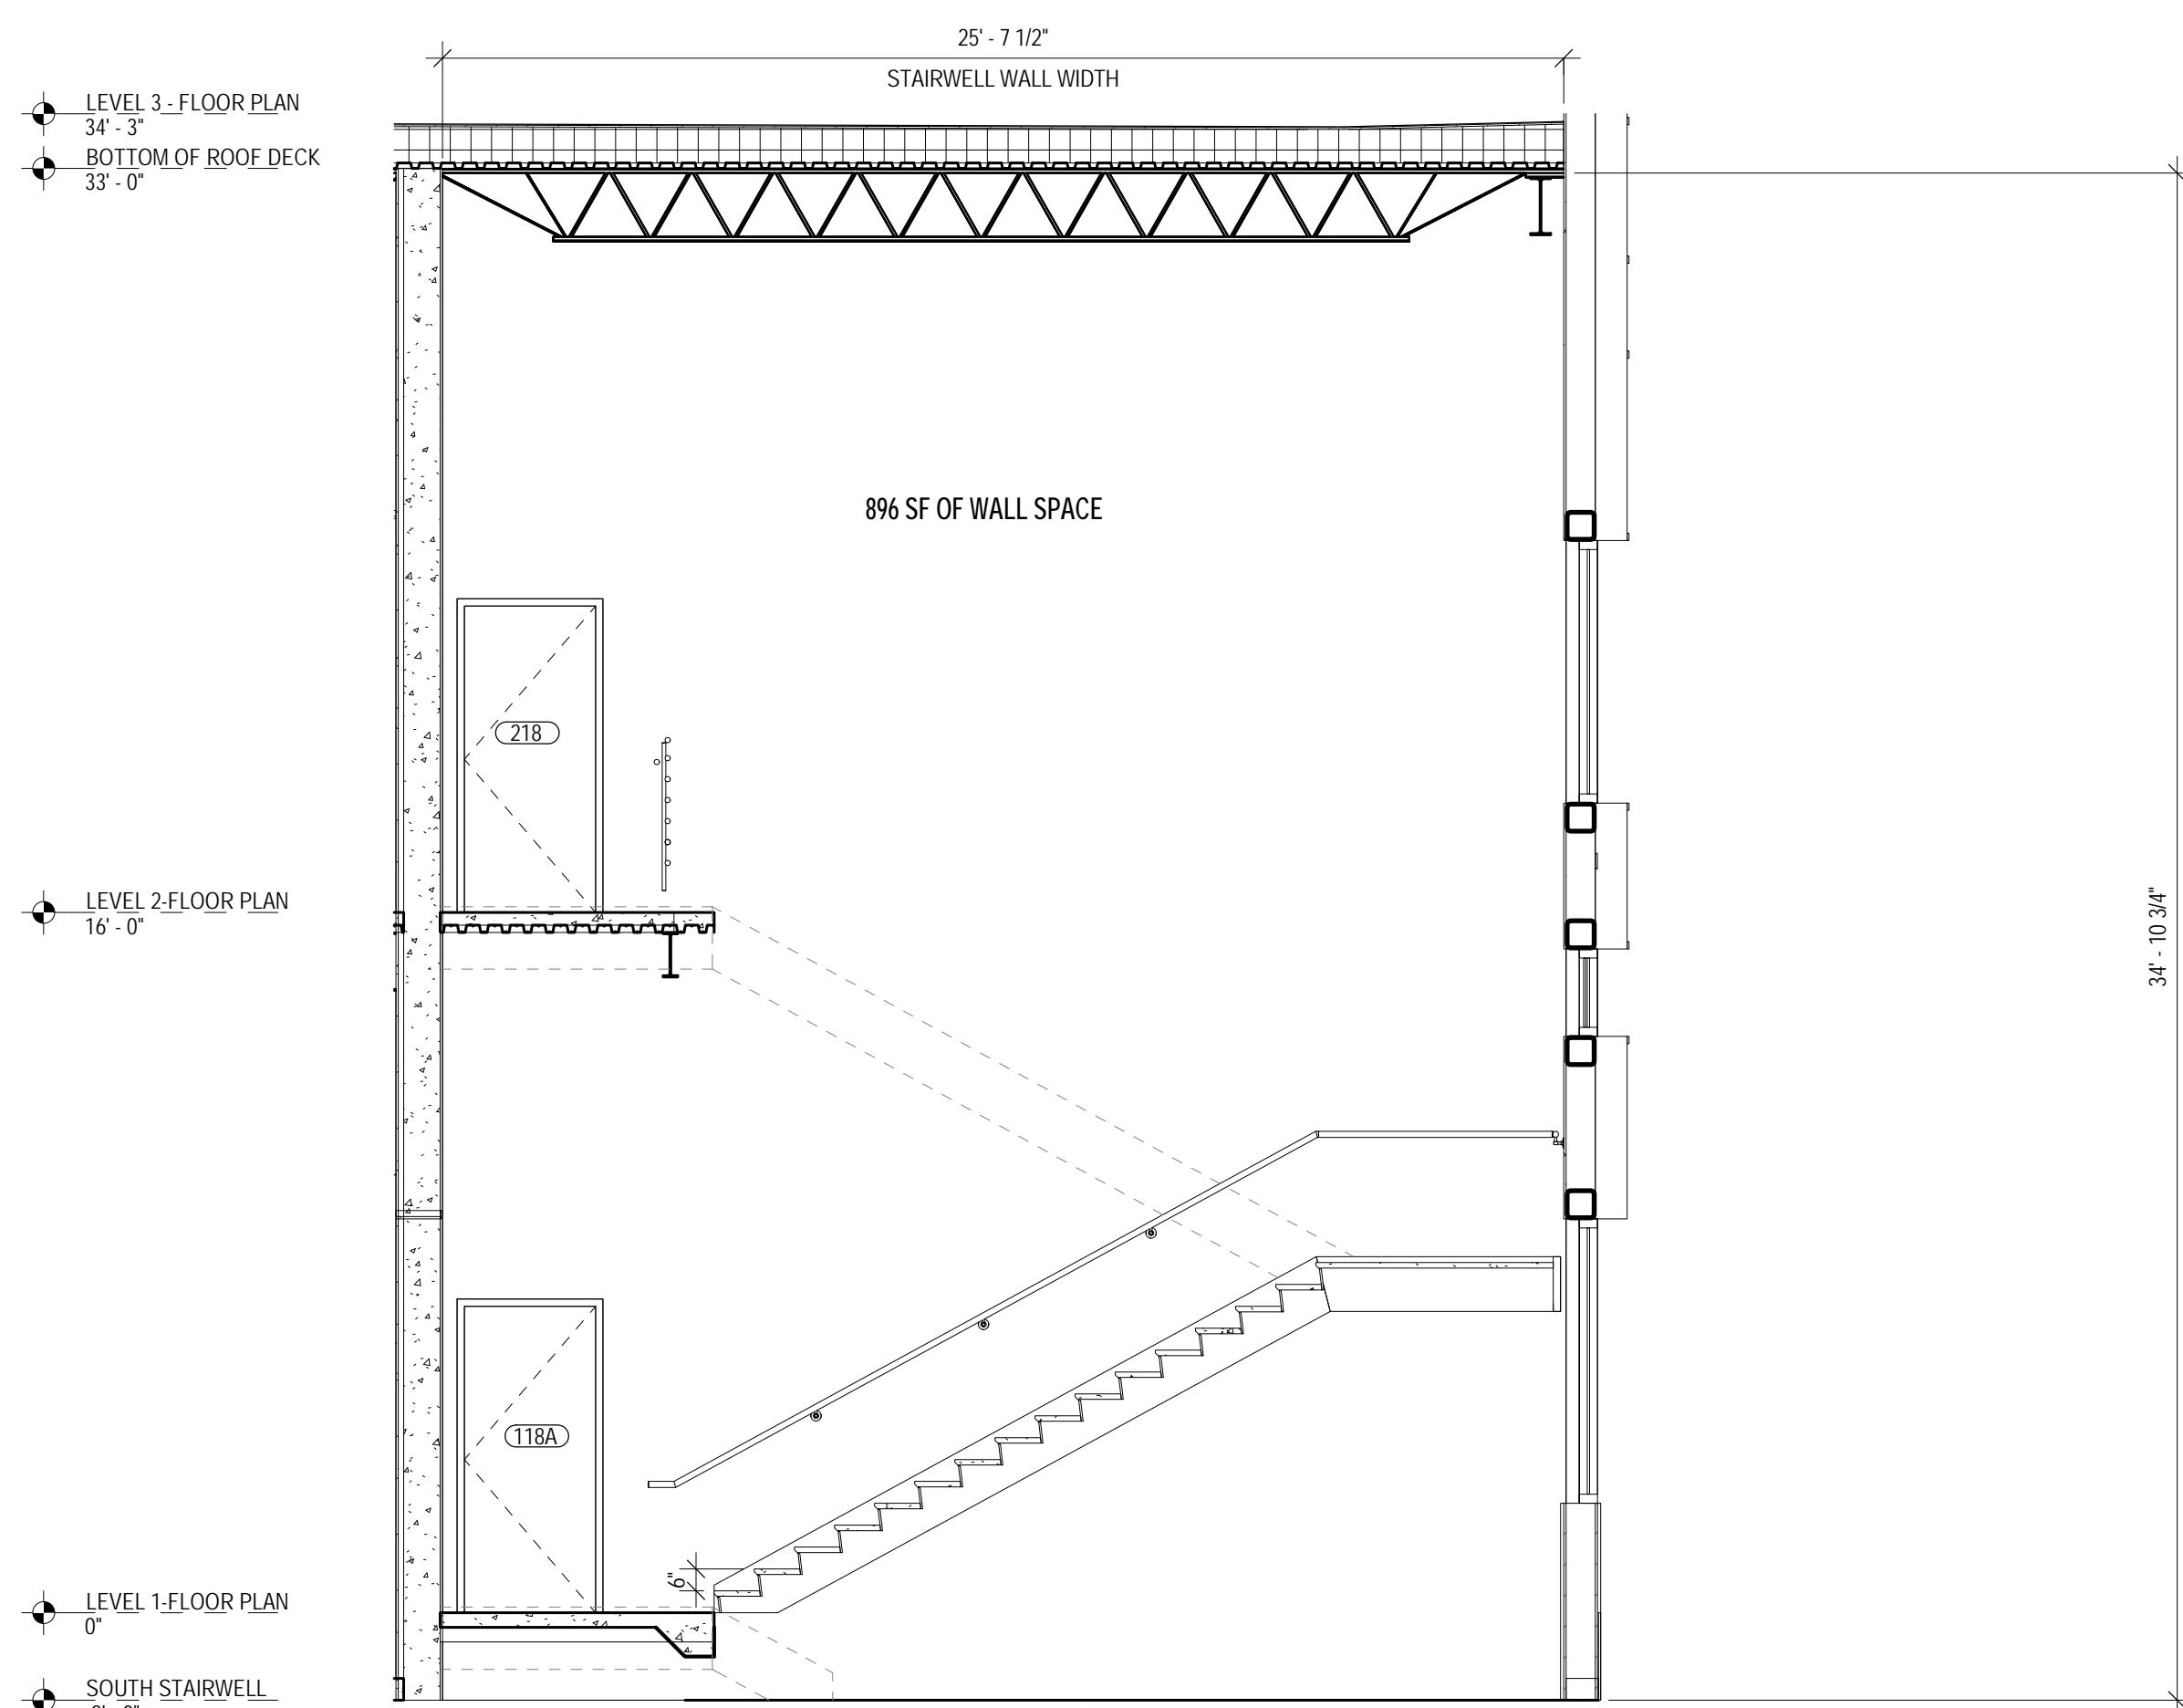 25' - 7 1/2"
STAIRWELL WALL WIDTH
LEVEL 3 - FLOOR PLAN
34' - 3"
BOTTOM OF ROOF DECK
33' - 0"
896 SF OF WALL SPACE
218
LEVEL 2-FLOOR PLAN
16' - 0"
34' - 10 3/4"
118A
6"
LEVEL 1-FLOOR PLAN
0"
SOUTH STAIRWELL